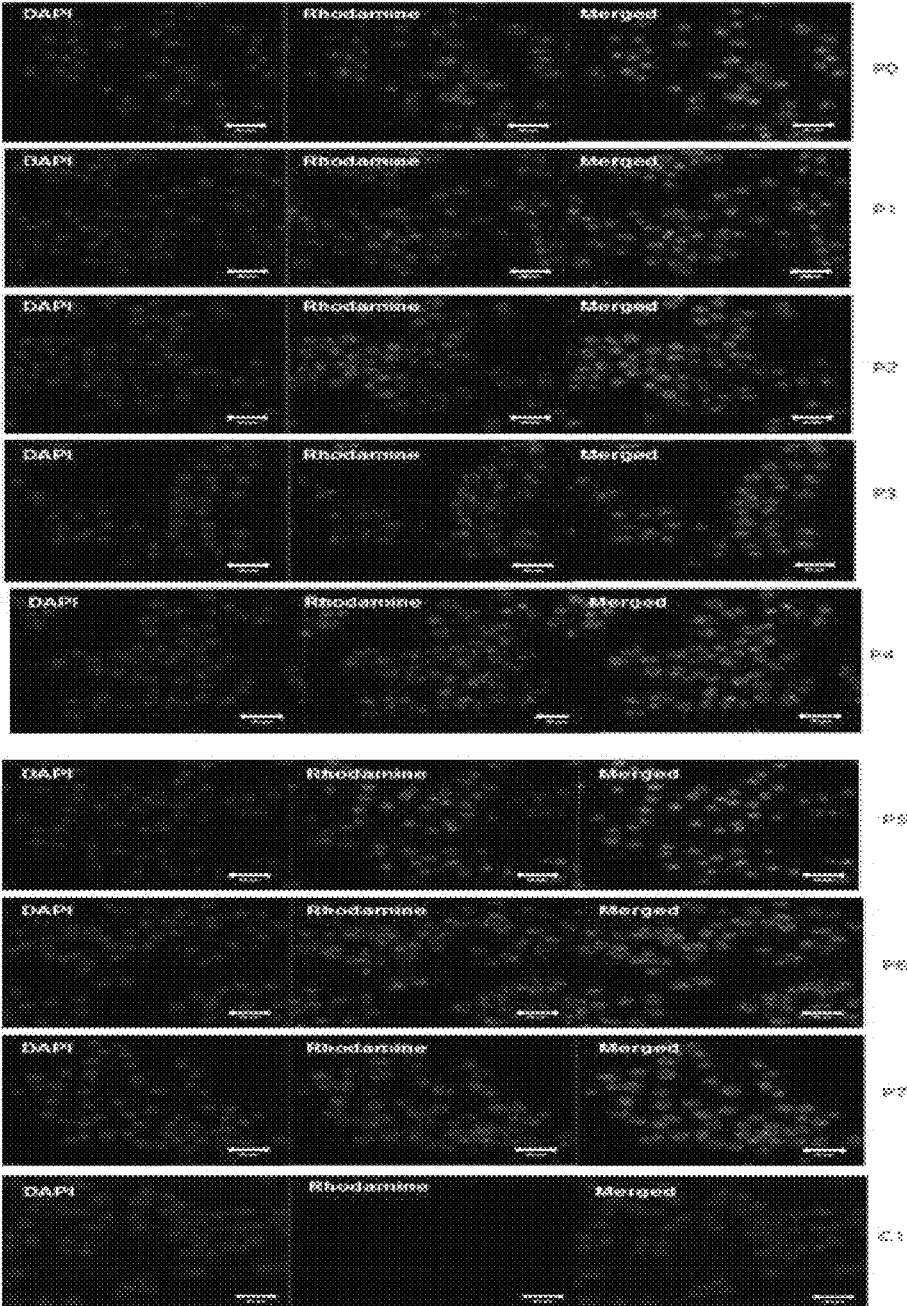 DAPI Rhodamine Merged P0
DAPI Rhodamine Merged P1
DAPI Rhodamine Merged P2
DAPI Rhodamine Merged P3
DAPI Rhodamine Merged P4
DAPI Rhodamine Merged P5
DAPI Rhodamine Merged P6
DAPI Rhodamine Merged P7
DAPI Rhodamine Merged C1